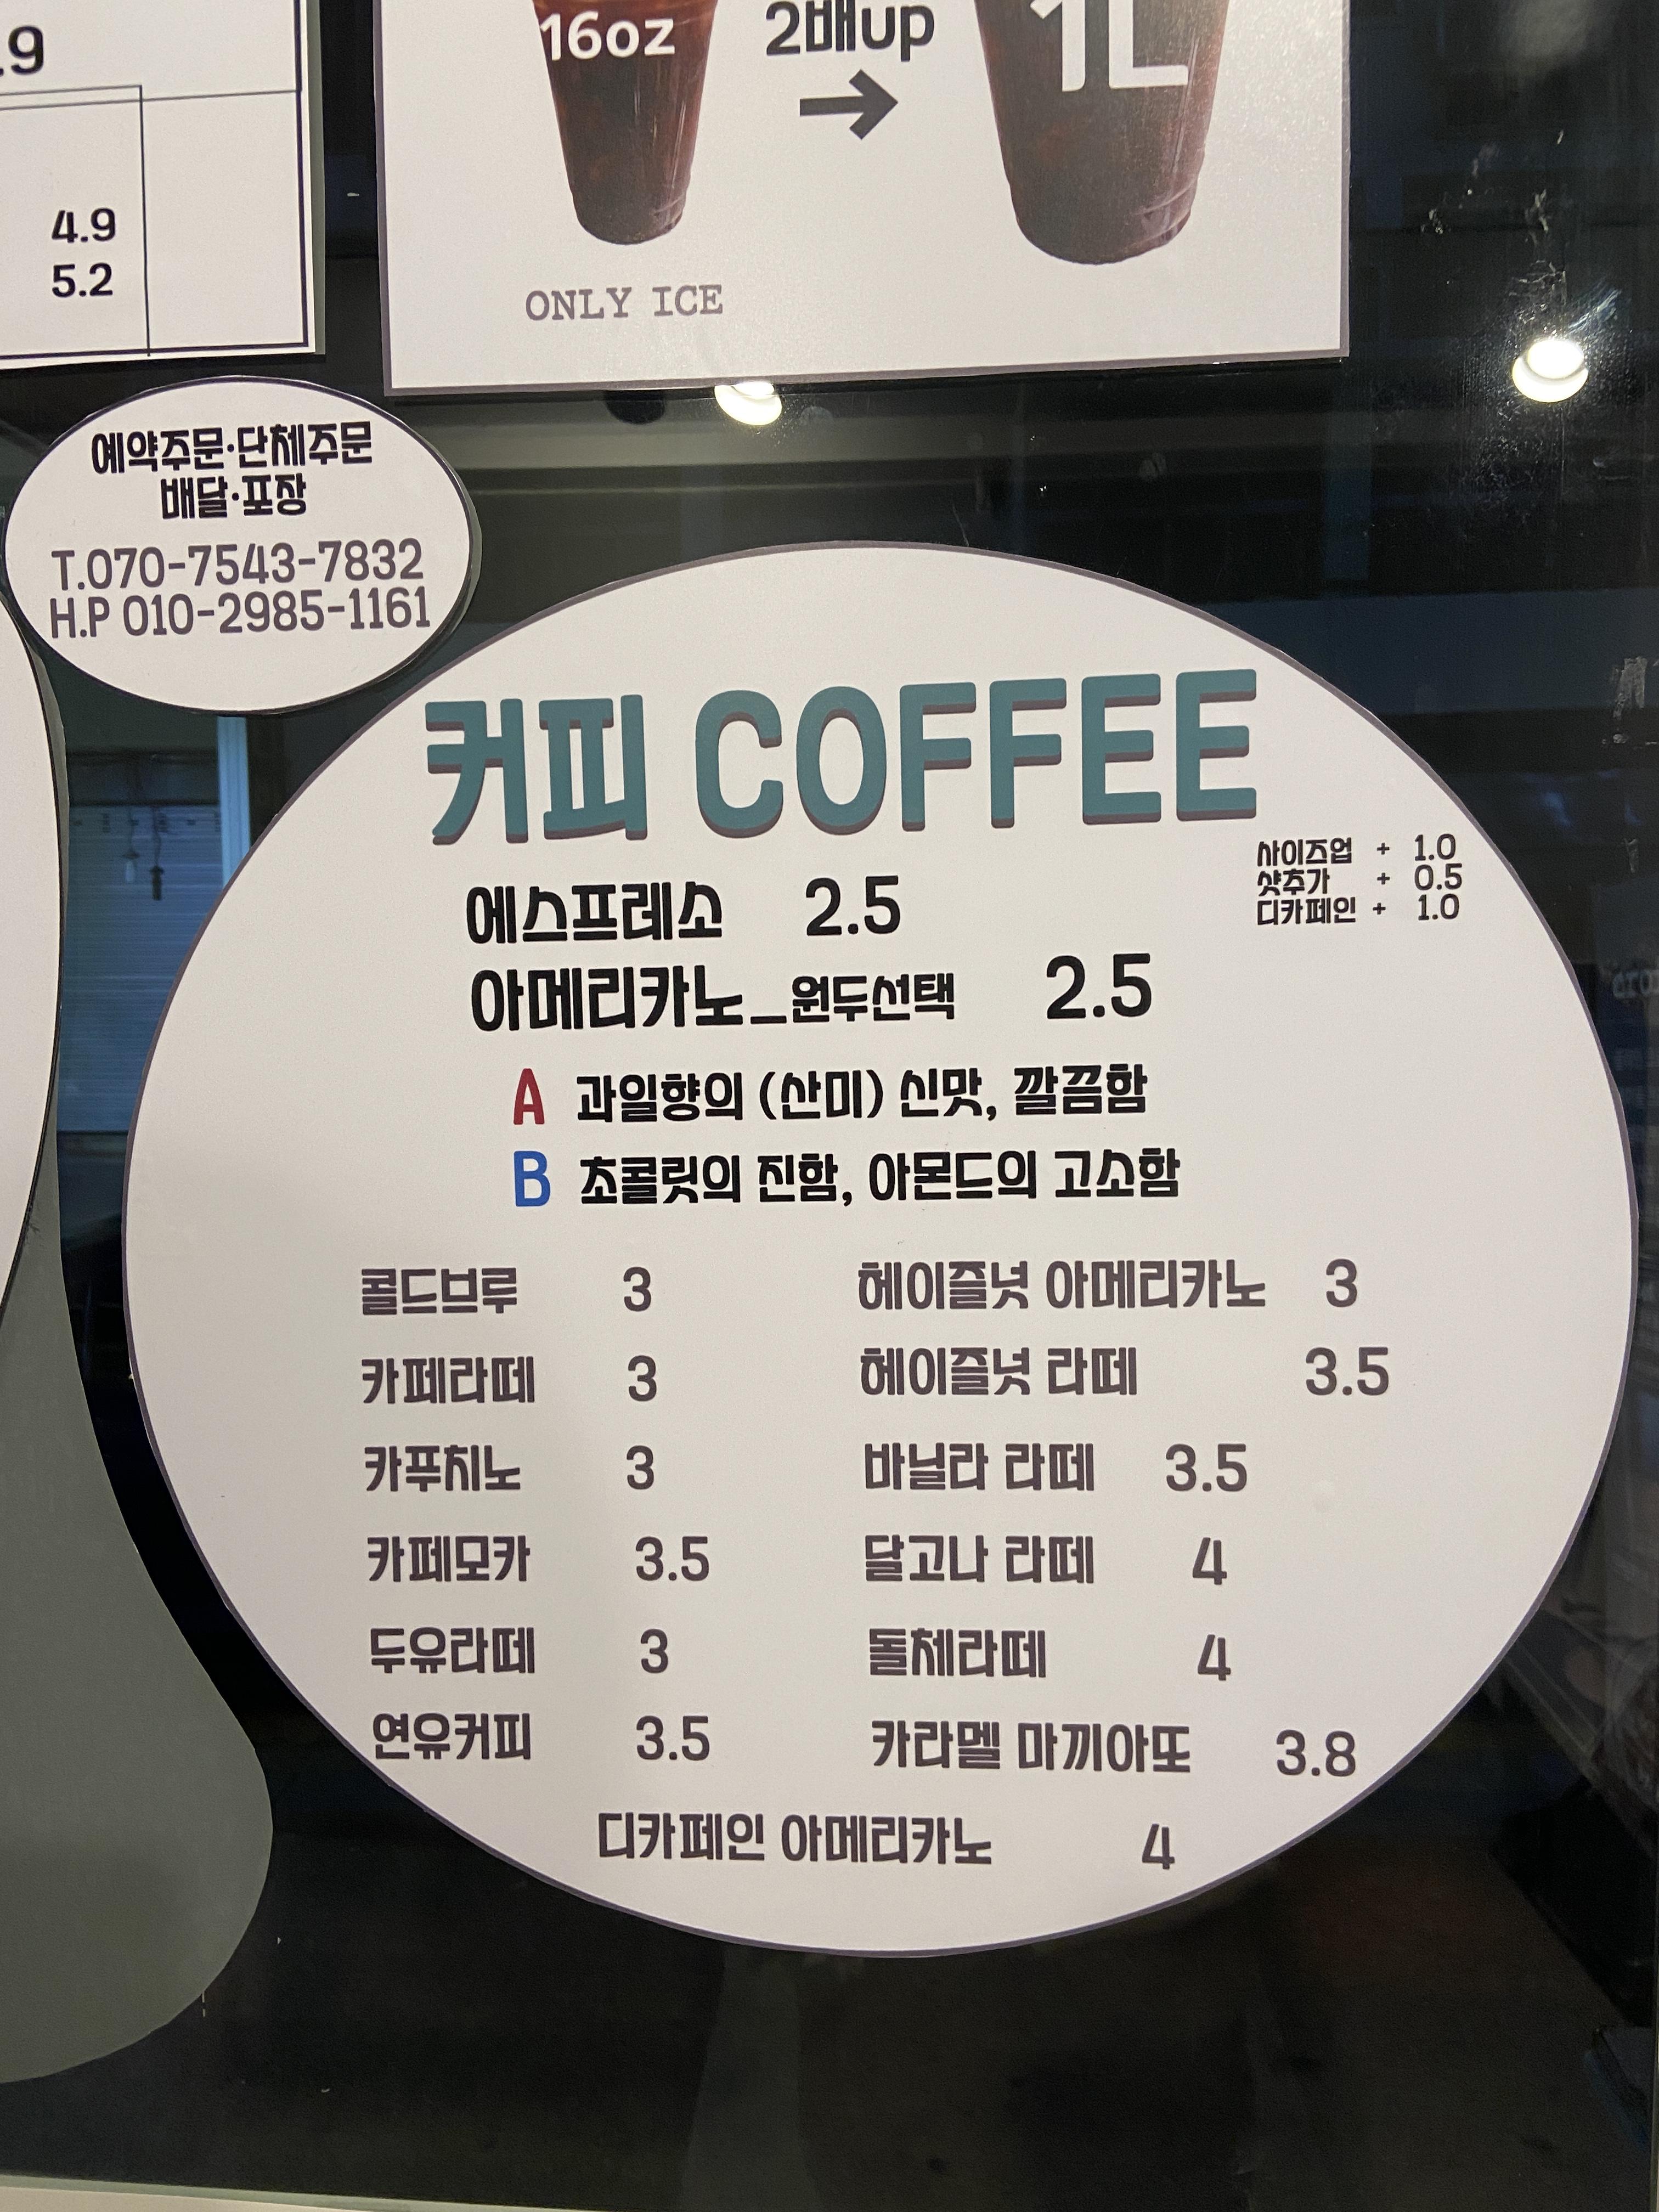 .9
4.9
5.2
16oz
2배up
1L
ONLY ICE
예약주문·단체주문
배달·포장
T.070-7543-7832
H.P 010-2985-1161
커피 COFFEE
사이즈업 + 1.0
샷추가 + 0.5
디카페인 + 1.0
에스프레소 2.5
아메리카노_원두선택 2.5
A 과일향의 (산미) 신맛, 깔끔함
B 초콜릿의 진함, 아몬드의 고소함
콜드브루 3
헤이즐넛 아메리카노 3
카페라떼 3
헤이즐넛 라떼 3.5
카푸치노 3
바닐라 라떼 3.5
카페모카 3.5
달고나 라떼 4
두유라떼 3
돌체라떼 4
연유커피 3.5
카라멜 마끼아또 3.8
디카페인 아메리카노 4